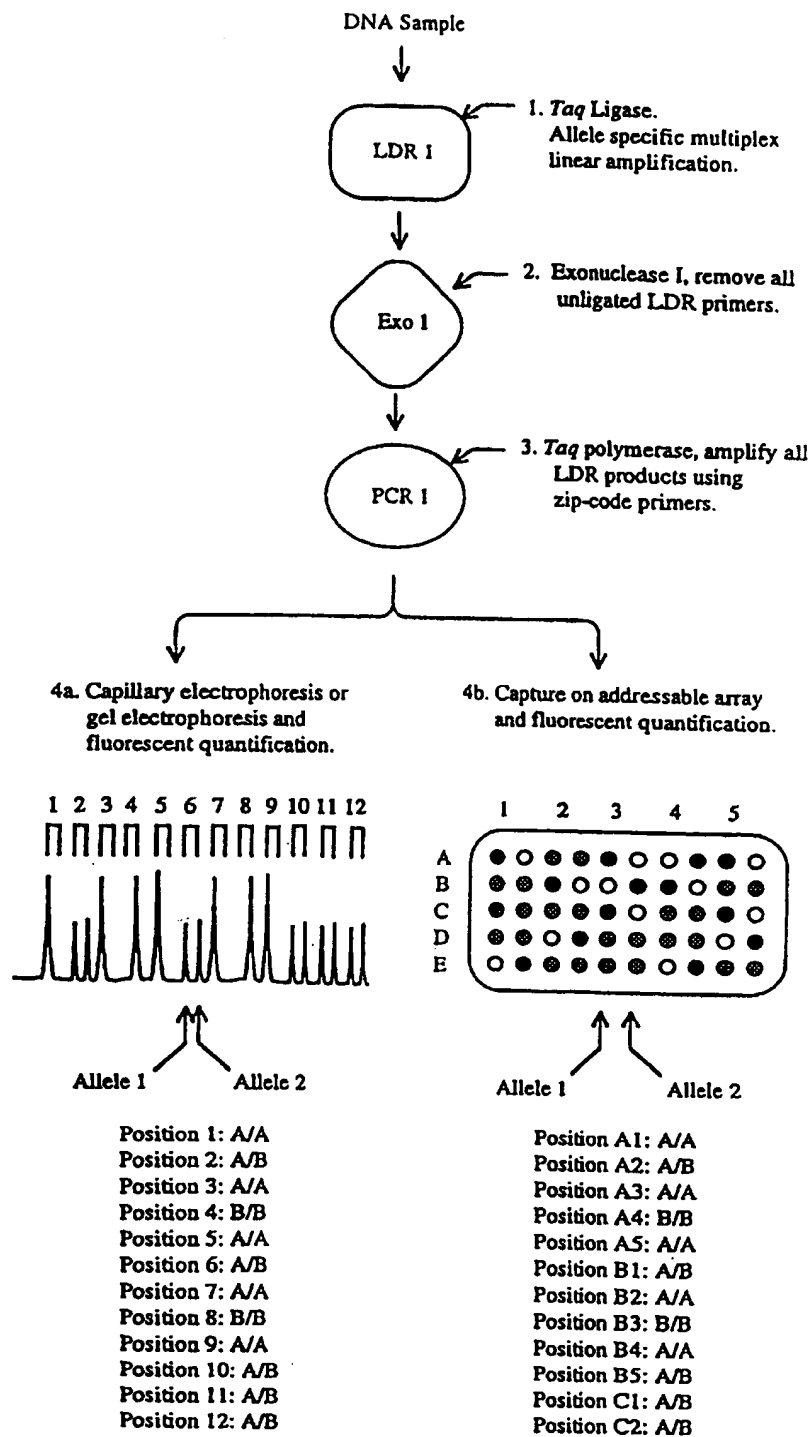 DNA Sample
LDR 1
1. Taq Ligase.
Allele specific multiplex
linear amplification.
Exo 1
2. Exonuclease I, remove all
unligated LDR primers.
PCR 1
3. Taq polymerase, amplify all
LDR products using
zip-code primers.
4a. Capillary electrophoresis or
gel electrophoresis and
fluorescent quantification.
4b. Capture on addressable array
and fluorescent quantification.
1 2 3 4 5 6 7 8 9 10 11 12
1 2 3 4 5
A
B
C
D
E
Allele 1 Allele 2
Allele 1 Allele 2
Position 1: A/A
Position 2: A/B
Position 3: A/A
Position 4: B/B
Position 5: A/A
Position 6: A/B
Position 7: A/A
Position 8: B/B
Position 9: A/A
Position 10: A/B
Position 11: A/B
Position 12: A/B
Position A1: A/A
Position A2: A/B
Position A3: A/A
Position A4: B/B
Position A5: A/A
Position B1: A/B
Position B2: A/A
Position B3: B/B
Position B4: A/A
Position B5: A/B
Position C1: A/B
Position C2: A/B